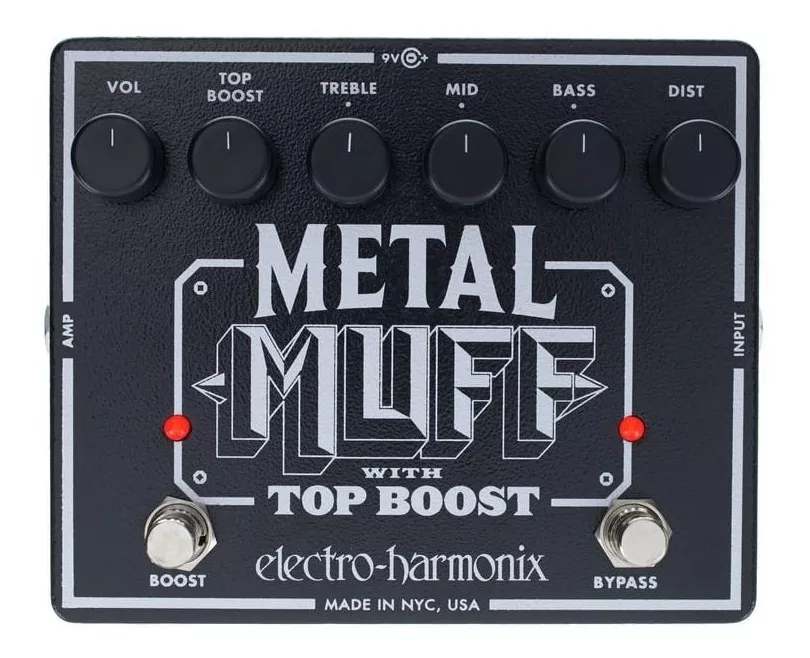 9V +
VOL
TOP
BOOST
TREBLE
MID
BASS
DIST
METAL
MUFF
WITH
TOP BOOST
AMP
INPUT
BOOST
electro-harmonix
BYPASS
MADE IN NYC, USA